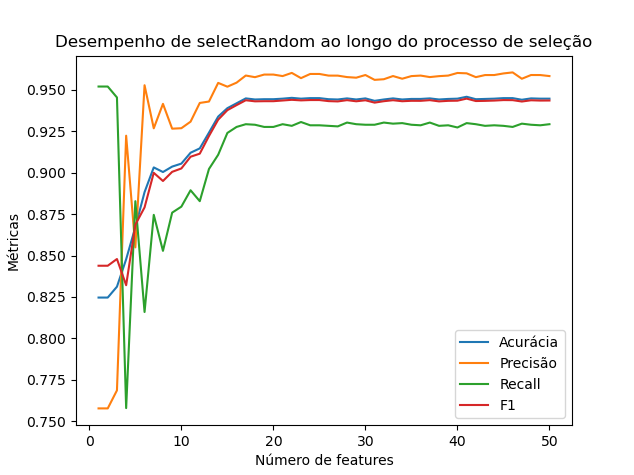 Desempenho de selectRandom ao longo do processo de seleção
0.950
0.925
0.900
0.875
0.850
0.825
0.800
0.775
0.750
Métricas
Acurácia
Precisão
Recall
F1
0 10 20 30 40 50
Número de features